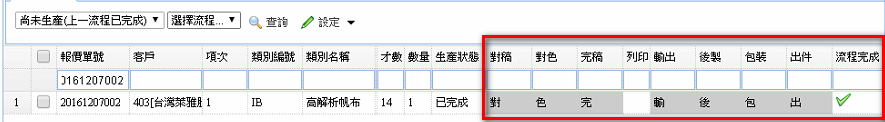 尚未生產(上一流程已完成) 選擇流程... 查詢 設定
報價單號 客戶 項次 類別編號 類別名稱 才數 數量 生產狀態 對稿 對色 完稿 列印 輸出 後製 包裝 出件 流程完成
0161207002
1 20161207002 403[台灣萊雅 1 IB 高解析帆布 14 1 已完成 對 色 完 輸 後 包 出